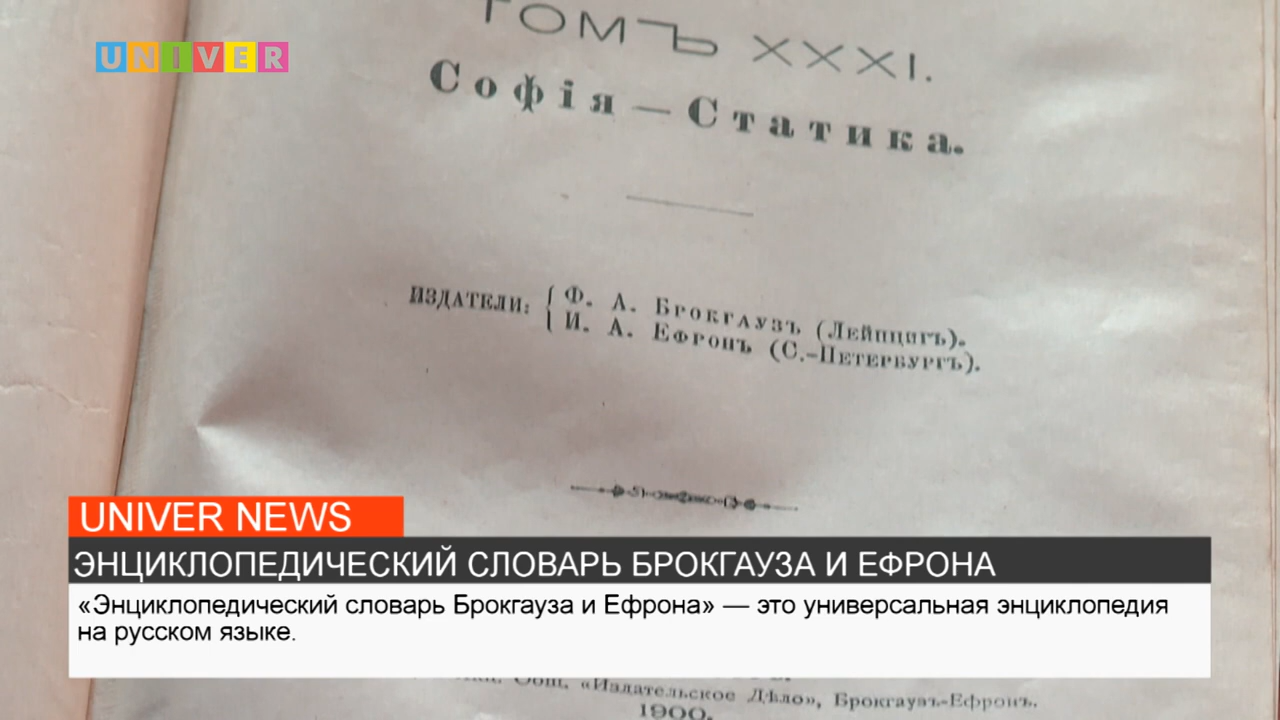 UNIVER
ТОМЪ XXXI.
Софія — Статика.
ИЗДАТЕЛИ: { Ф. А. Брокгаузъ (Лейпцигъ).
И. А. Ефронъ (С.-Петербургъ).
UNIVER NEWS
ЭНЦИКЛОПЕДИЧЕСКИЙ СЛОВАРЬ БРОКГАУЗА И ЕФРОНА
«Энциклопедический словарь Брокгауза и Ефрона» — это универсальная энциклопедия
на русском языке.
Общ. «Издательское Дѣло», Брокгаузъ-Ефронъ.
1900.